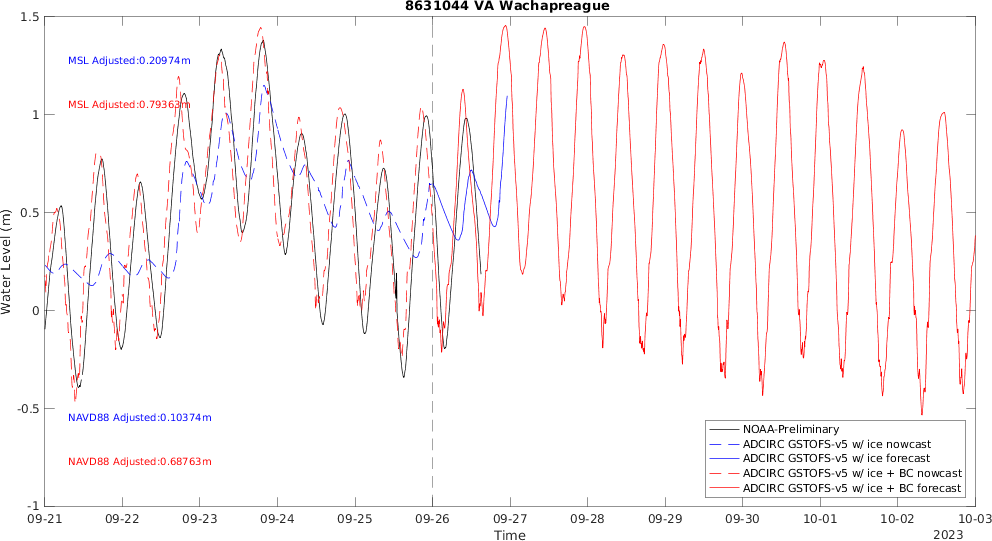 8631044 VA Wachapreague
1.5
1
0.5
0
-0.5
-1
Water Level (m)
MSL Adjusted:0.20974m
MSL Adjusted:0.79363m
NAVD88 Adjusted:0.10374m
NAVD88 Adjusted:0.68763m
NOAA-Preliminary
ADCIRC GSTOFS-v5 w/ ice nowcast
ADCIRC GSTOFS-v5 w/ ice forecast
ADCIRC GSTOFS-v5 w/ ice + BC nowcast
ADCIRC GSTOFS-v5 w/ ice + BC forecast
09-21 09-22 09-23 09-24 09-25 09-26 09-27 09-28 09-29 09-30 10-01 10-02 10-03
Time
2023